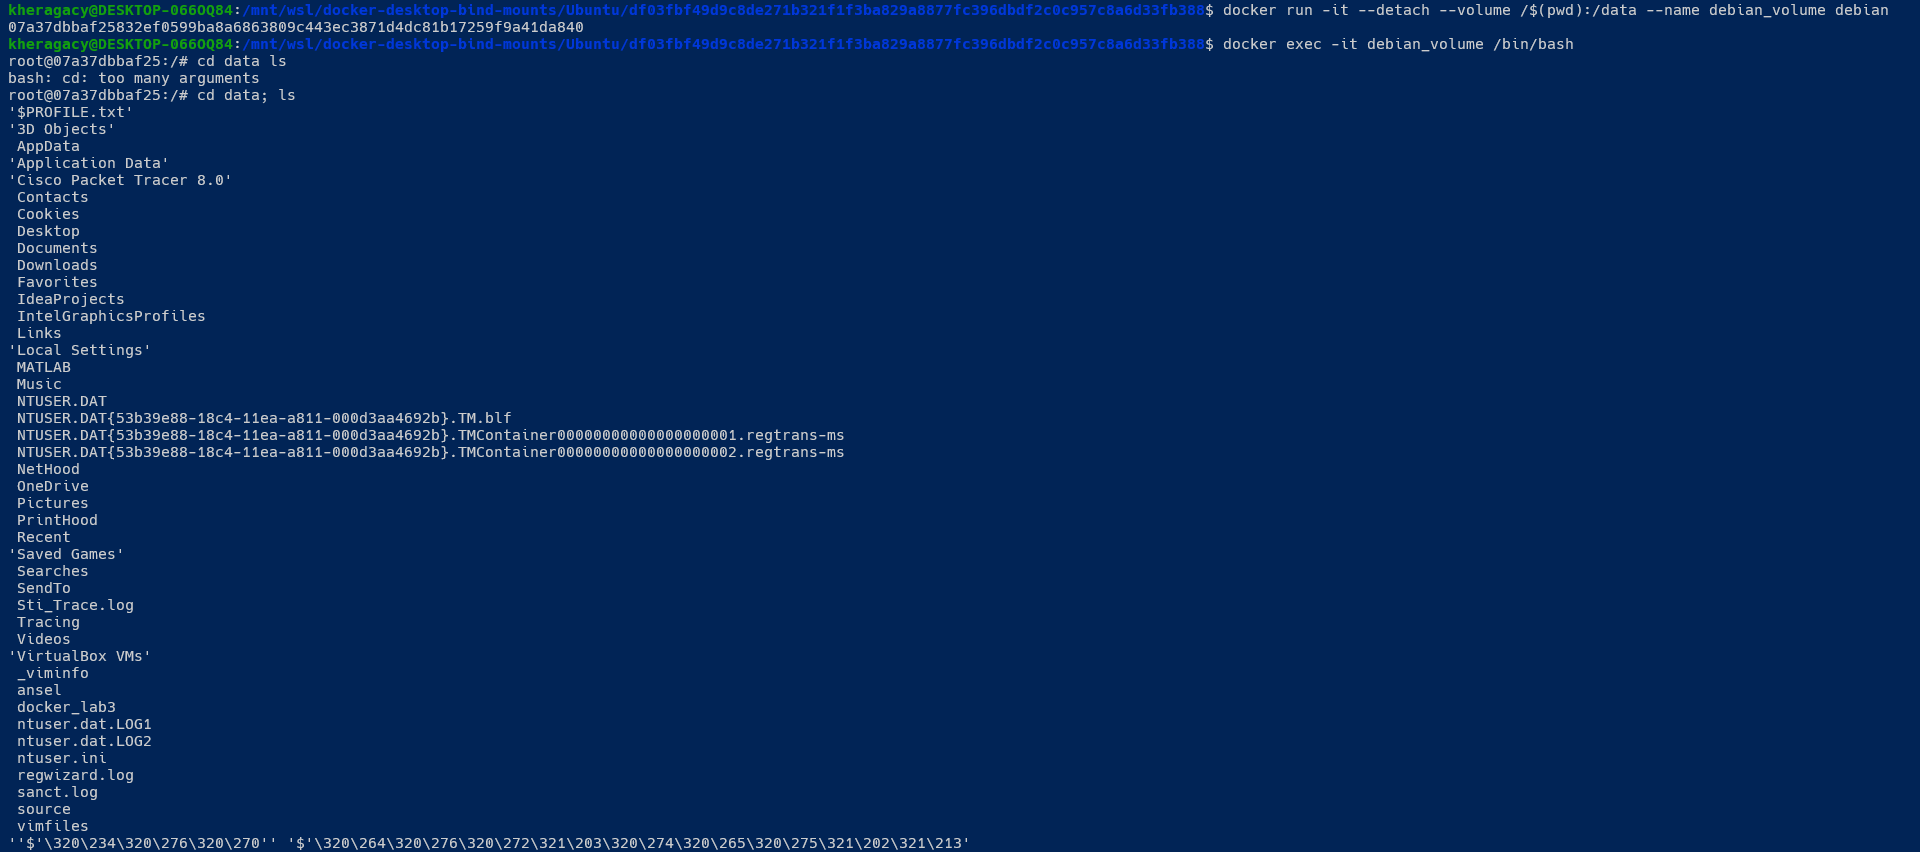 kheragacy@DESKTOP-066OQ84:/mnt/wsl/docker-desktop-bind-mounts/Ubuntu/df03fbf49d9c8de271b321f1f3ba829a8877fc396dbdf2c0c957c8a6d33fb388$ docker run -it --detach --volume /$(pwd):/data --name debian_volume debian
07a37dbbaf25832ef0599ba8a6863809c443ec3871d4dc81b17259f9a41da840
kheragacy@DESKTOP-066OQ84:/mnt/wsl/docker-desktop-bind-mounts/Ubuntu/df03fbf49d9c8de271b321f1f3ba829a8877fc396dbdf2c0c957c8a6d33fb388$ docker exec -it debian_volume /bin/bash
root@07a37dbbaf25:/# cd data ls
bash: cd: too many arguments
root@07a37dbbaf25:/# cd data; ls
'$PROFILE.txt'
'3D Objects'
 AppData
'Application Data'
'Cisco Packet Tracer 8.0'
 Contacts
 Cookies
 Desktop
 Documents
 Downloads
 Favorites
 IdeaProjects
 IntelGraphicsProfiles
 Links
'Local Settings'
 MATLAB
 Music
 NTUSER.DAT
 NTUSER.DAT{53b39e88-18c4-11ea-a811-000d3aa4692b}.TM.blf
 NTUSER.DAT{53b39e88-18c4-11ea-a811-000d3aa4692b}.TMContainer00000000000000000001.regtrans-ms
 NTUSER.DAT{53b39e88-18c4-11ea-a811-000d3aa4692b}.TMContainer00000000000000000002.regtrans-ms
 NetHood
 OneDrive
 Pictures
 PrintHood
 Recent
'Saved Games'
 Searches
 SendTo
 Sti_Trace.log
 Tracing
 Videos
'VirtualBox VMs'
 _viminfo
 ansel
 docker_lab3
 ntuser.dat.LOG1
 ntuser.dat.LOG2
 ntuser.ini
 regwizard.log
 sanct.log
 source
 vimfiles
''$'\320\234\320\276\320\270'' '$'\320\264\320\276\320\272\321\203\320\274\320\265\320\275\321\202\321\213'